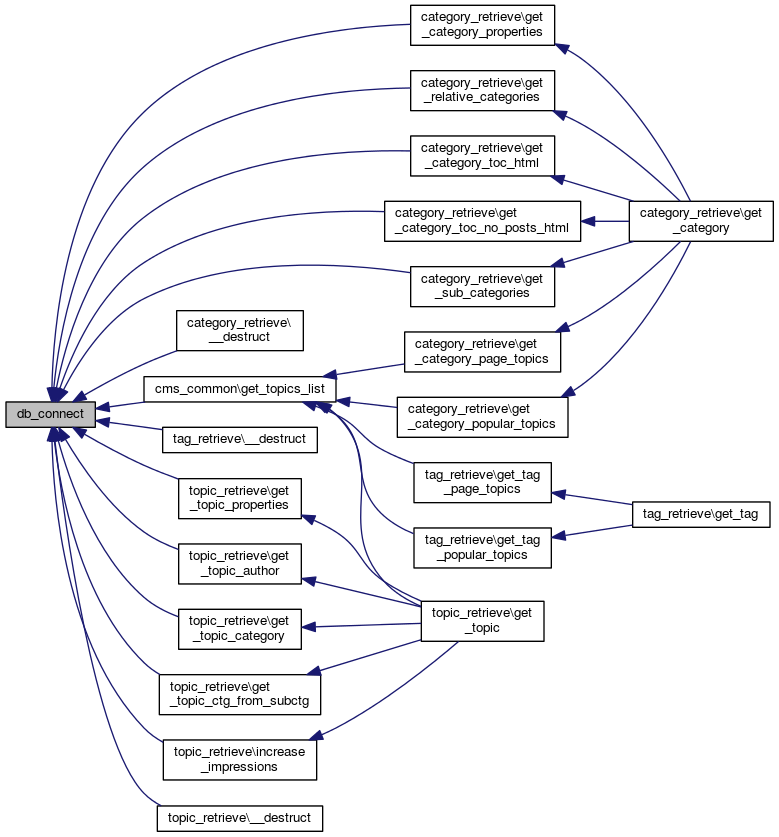 category_retrieve\get
_category_properties
category_retrieve\get
_relative_categories
category_retrieve\get
_category_toc_html
category_retrieve\get
_category_toc_no_posts_html
category_retrieve\get
_category
category_retrieve\get
_sub_categories
category_retrieve\
__destruct
category_retrieve\get
_category_page_topics
cms_common\get_topics_list
db_connect
category_retrieve\get
_category_popular_topics
tag_retrieve\__destruct
tag_retrieve\get_tag
_page_topics
topic_retrieve\get
_topic_properties
tag_retrieve\get_tag
tag_retrieve\get_tag
_popular_topics
topic_retrieve\get
_topic_author
topic_retrieve\get
_topic_category
topic_retrieve\get
_topic
topic_retrieve\get
_topic_ctg_from_subctg
topic_retrieve\increase
_impressions
topic_retrieve\__destruct